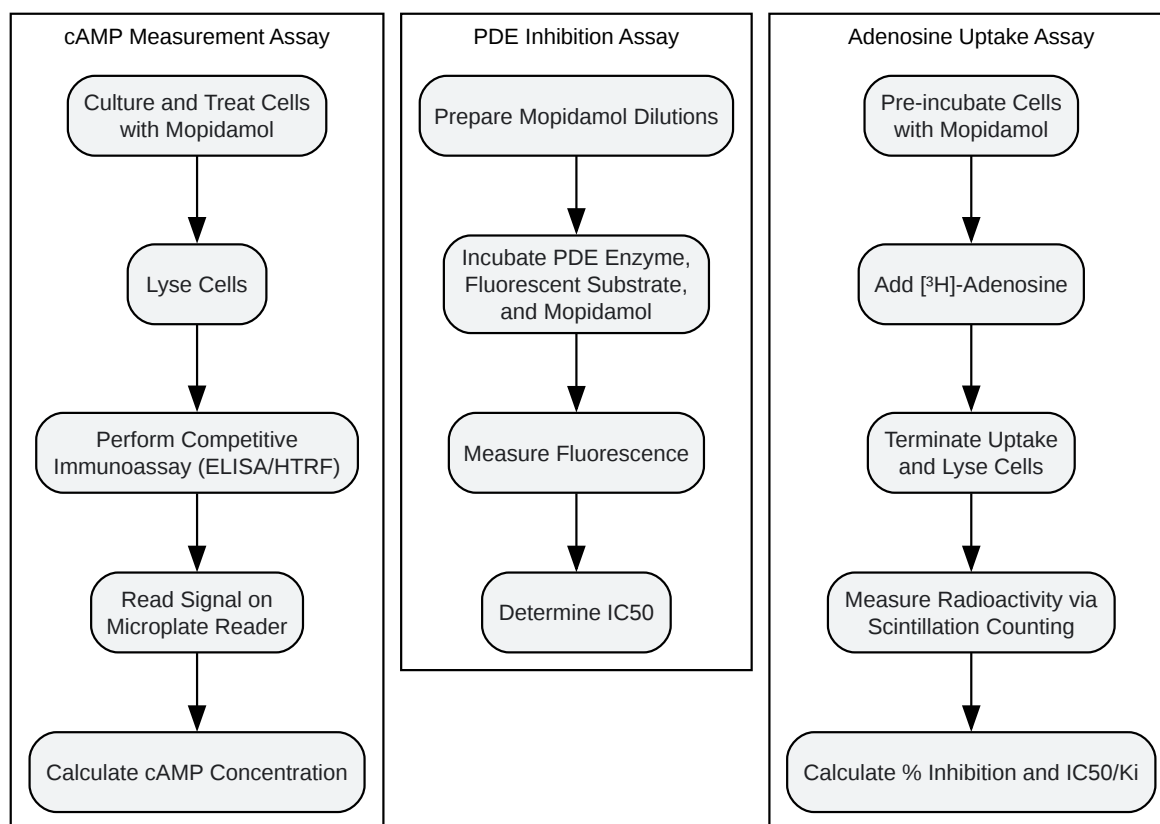 cAMP Measurement Assay
Culture and Treat Cells
with Mopidamol
Lyse Cells
Perform Competitive
Immunoassay (ELISA/HTRF)
Read Signal on
Microplate Reader
Calculate cAMP Concentration
PDE Inhibition Assay
Prepare Mopidamol Dilutions
Incubate PDE Enzyme,
Fluorescent Substrate,
and Mopidamol
Measure Fluorescence
Determine IC50
Adenosine Uptake Assay
Pre-incubate Cells
with Mopidamol
Add [³H]-Adenosine
Terminate Uptake
and Lyse Cells
Measure Radioactivity via
Scintillation Counting
Calculate % Inhibition and IC50/Ki